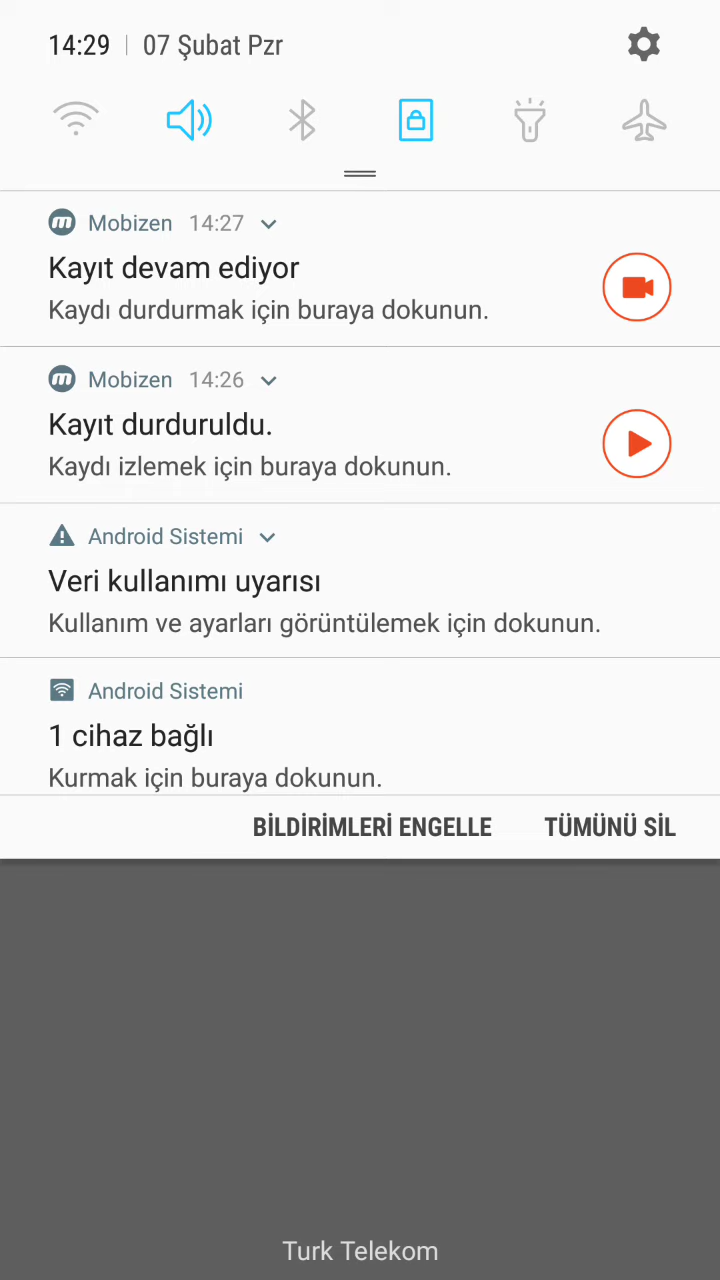 14:29 | 07 Şubat Pzr
Mobizen 14:27
Kayıt devam ediyor
Kaydı durdurmak için buraya dokunun.
Mobizen 14:26
Kayıt durduruldu.
Kaydı izlemek için buraya dokunun.
Android Sistemi
Veri kullanımı uyarısı
Kullanım ve ayarları görüntülemek için dokunun.
Android Sistemi
1 cihaz bağlı
Kurmak için buraya dokunun.
BİLDİRİMLERİ ENGELLE TÜMÜNÜ SİL
Turk Telekom